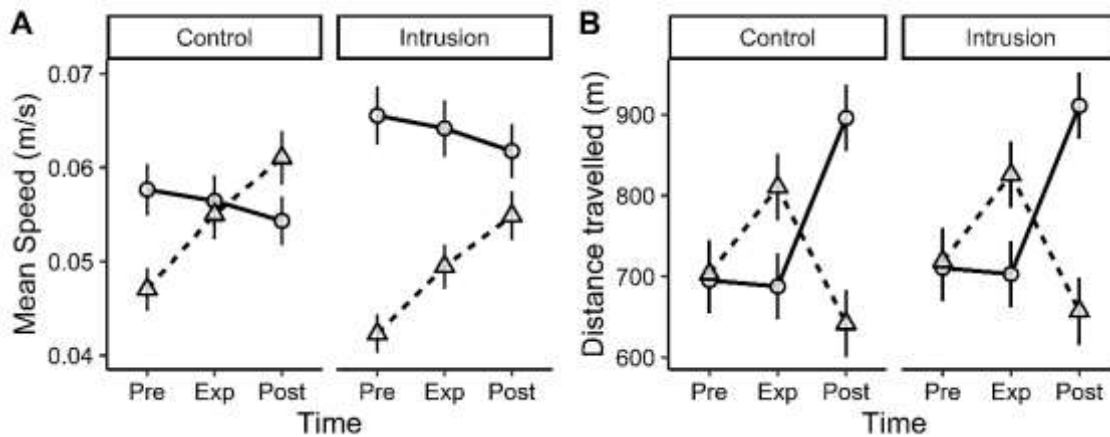 A
Control
Intrusion
Mean Speed (m/s)
0.07
0.06
0.05
0.04
Pre Exp Post
Pre Exp Post
Time
B
Control
Intrusion
Distance travelled (m)
900
800
700
600
Pre Exp Post
Pre Exp Post
Time